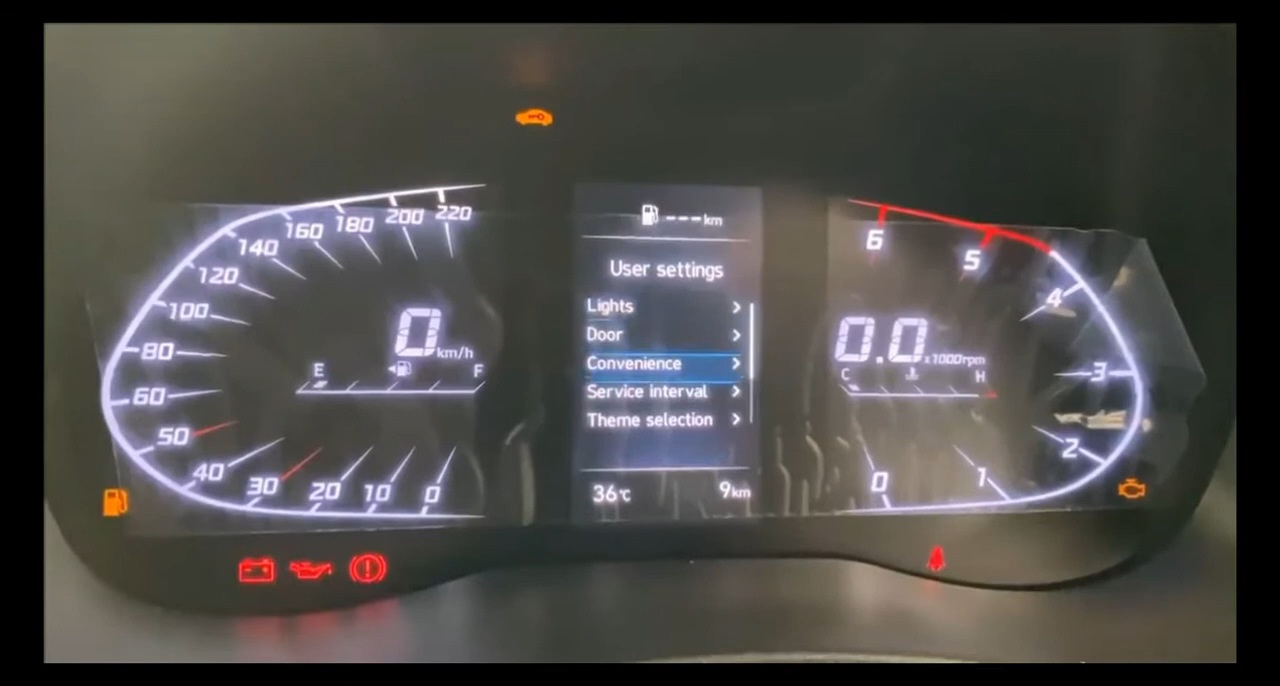 ---km
User settings
Lights
Door
Convenience
Service interval
Theme selection
36°C
9km
220
200
180
160
140
120
100
80
60
50
40
30
20
10
0
0 km/h
E F
6
5
4
3
2
1
0
0.0 x1000rpm
C H